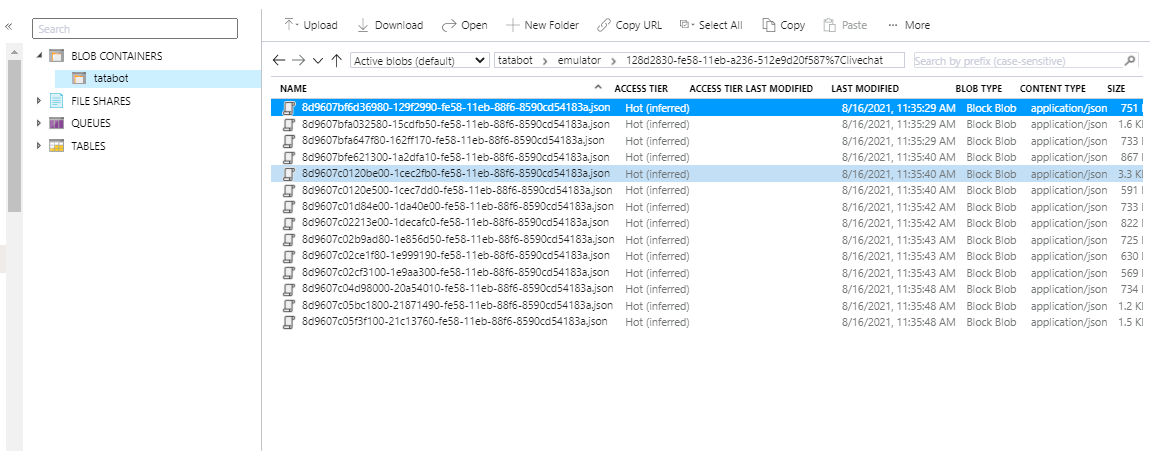 « Search Upload Download Open New Folder Copy URL Select All Copy Paste ... More
BLOB CONTAINERS
Active blobs (default) tatabot emulator 128d2830-fe58-11eb-a236-512e9d20f587%7Clivechat Search by prefix (case-sensitive)
tatabot
NAME ACCESS TIER ACCESS TIER LAST MODIFIED LAST MODIFIED BLOB TYPE CONTENT TYPE SIZE
FILE SHARES
QUEUES
TABLES
8d9607bf6d36980-129f2990-fe58-11eb-88f6-8590cd54183a.json Hot (inferred) 8/16/2021, 11:35:29 AM Block Blob application/json 751
8d9607bfa032580-15cdfb50-fe58-11eb-88f6-8590cd54183a.json Hot (inferred) 8/16/2021, 11:35:29 AM Block Blob application/json 1.6 K
8d9607bfa647f80-162ff170-fe58-11eb-88f6-8590cd54183a.json Hot (inferred) 8/16/2021, 11:35:29 AM Block Blob application/json 733
8d9607bfe621300-1a2dfa10-fe58-11eb-88f6-8590cd54183a.json Hot (inferred) 8/16/2021, 11:35:40 AM Block Blob application/json 867
8d9607c0120be00-1cec2fb0-fe58-11eb-88f6-8590cd54183a.json Hot (inferred) 8/16/2021, 11:35:40 AM Block Blob application/json 3.3 K
8d9607c0120e500-1cec7dd0-fe58-11eb-88f6-8590cd54183a.json Hot (inferred) 8/16/2021, 11:35:40 AM Block Blob application/json 591
8d9607c01d84e00-1da40e00-fe58-11eb-88f6-8590cd54183a.json Hot (inferred) 8/16/2021, 11:35:42 AM Block Blob application/json 733
8d9607c02213e00-1decafc0-fe58-11eb-88f6-8590cd54183a.json Hot (inferred) 8/16/2021, 11:35:42 AM Block Blob application/json 822
8d9607c02b9ad80-1e856d50-fe58-11eb-88f6-8590cd54183a.json Hot (inferred) 8/16/2021, 11:35:43 AM Block Blob application/json 725
8d9607c02ce1f80-1e999190-fe58-11eb-88f6-8590cd54183a.json Hot (inferred) 8/16/2021, 11:35:43 AM Block Blob application/json 630
8d9607c02cf3100-1e9aa300-fe58-11eb-88f6-8590cd54183a.json Hot (inferred) 8/16/2021, 11:35:43 AM Block Blob application/json 569
8d9607c04d98000-20a54010-fe58-11eb-88f6-8590cd54183a.json Hot (inferred) 8/16/2021, 11:35:48 AM Block Blob application/json 734
8d9607c05bc1800-21871490-fe58-11eb-88f6-8590cd54183a.json Hot (inferred) 8/16/2021, 11:35:48 AM Block Blob application/json 1.2 K
8d9607c05f3f100-21c13760-fe58-11eb-88f6-8590cd54183a.json Hot (inferred) 8/16/2021, 11:35:48 AM Block Blob application/json 1.5 K